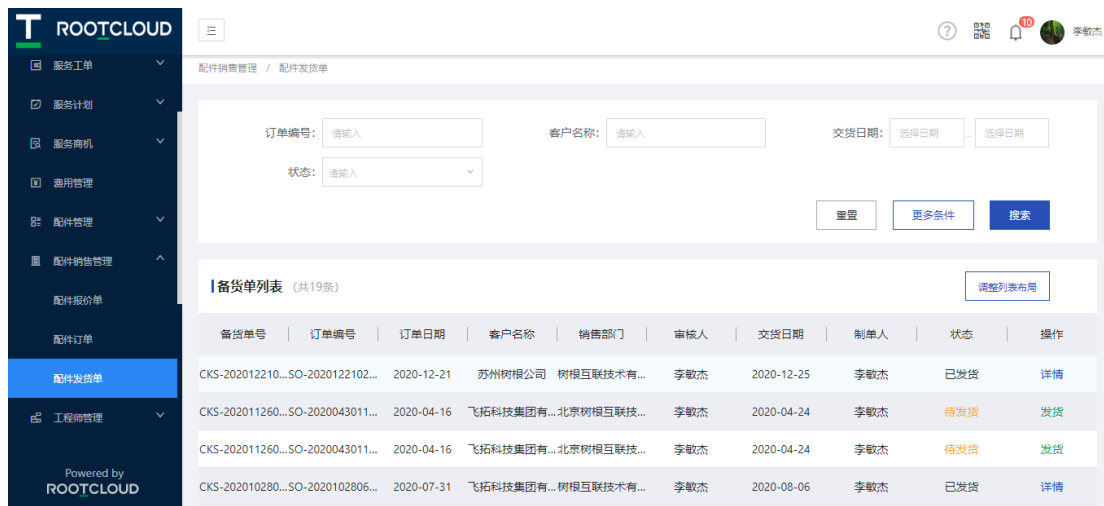 ROOTCLOUD
10
李敏杰
服务工单
配件销售管理 / 配件发货单
服务计划
服务商机
费用管理
配件管理
配件销售管理
配件报价单
配件订单
配件发货单
工程师管理
Powered by
ROOTCLOUD
订单编号： 请输入 客户名称： 请输入 交货日期： 选择日期 .. 选择日期
状态： 请输入
重置 更多条件 搜索
备货单列表 (共19条) 调整列表布局
备货单号 订单编号 订单日期 客户名称 销售部门 审核人 交货日期 制单人 状态 操作
CKS-202012210... SO-2020122102... 2020-12-21 苏州树根公司 树根互联技术有... 李敏杰 2020-12-25 李敏杰 已发货 详情
CKS-202011260... SO-2020043011... 2020-04-16 飞拓科技集团有... 北京树根互联技... 李敏杰 2020-04-24 李敏杰 待发货 发货
CKS-202011260... SO-2020043011... 2020-04-16 飞拓科技集团有... 北京树根互联技... 李敏杰 2020-04-24 李敏杰 待发货 发货
CKS-202010280... SO-2020102806... 2020-07-31 飞拓科技集团有... 树根互联技术有... 李敏杰 2020-08-06 李敏杰 已发货 详情